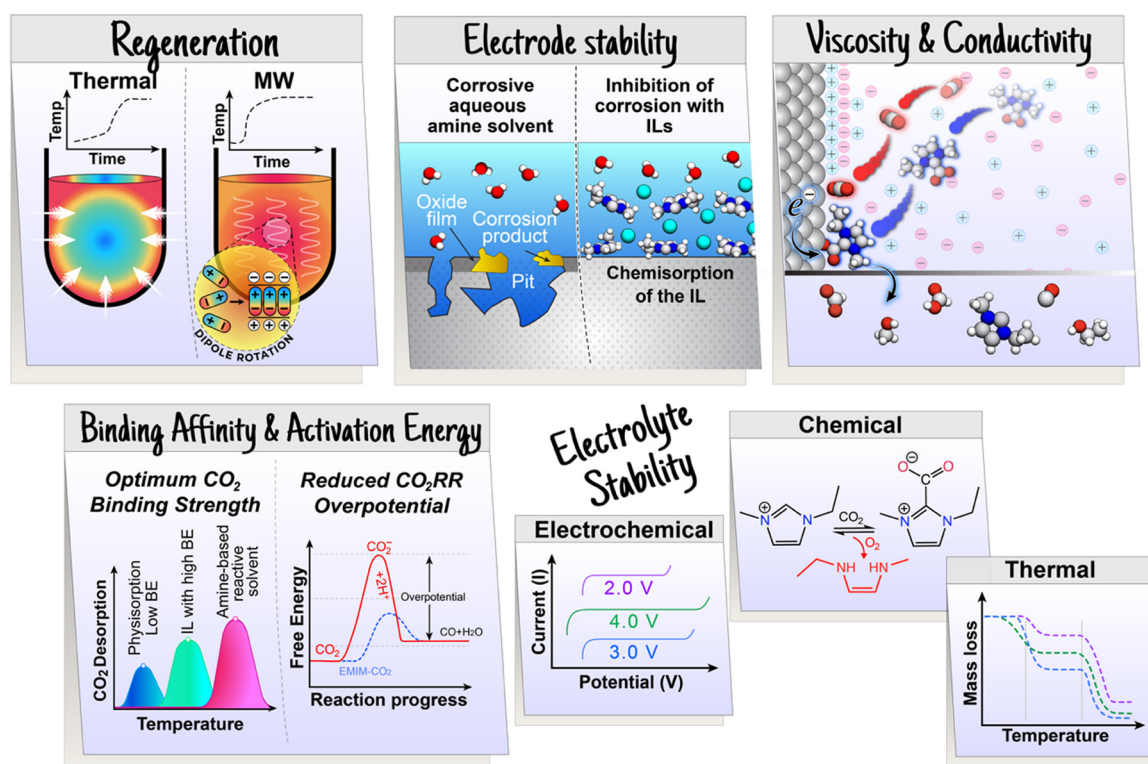 Regeneration
Thermal
MW
Temp
Time
Temp
Time
DIPOLE ROTATION
Electrode stability
Corrosive
aqueous
amine solvent
Inhibition of
corrosion with
ILs
Oxide
film
Corrosion
product
Pit
Chemisorption
of the IL
Viscosity & Conductivity
e⁻
Binding Affinity & Activation Energy
Optimum CO₂
Binding Strength
Physisorption
Low BE
IL with high BE
Amine-based
reactive
solvent
CO₂ Desorption
Temperature
Reduced CO₂RR
Overpotential
Free Energy
CO₂⁻
+2H⁺
Overpotential
CO+H₂O
CO₂
EMIM-CO₂
Reaction progress
Electrolyte
Stability
Electrochemical
Current (I)
2.0 V
4.0 V
3.0 V
Potential (V)
Chemical
N
N
CO₂
O₂
O
C
O
N
N
NH
HN
Thermal
Mass loss
Temperature